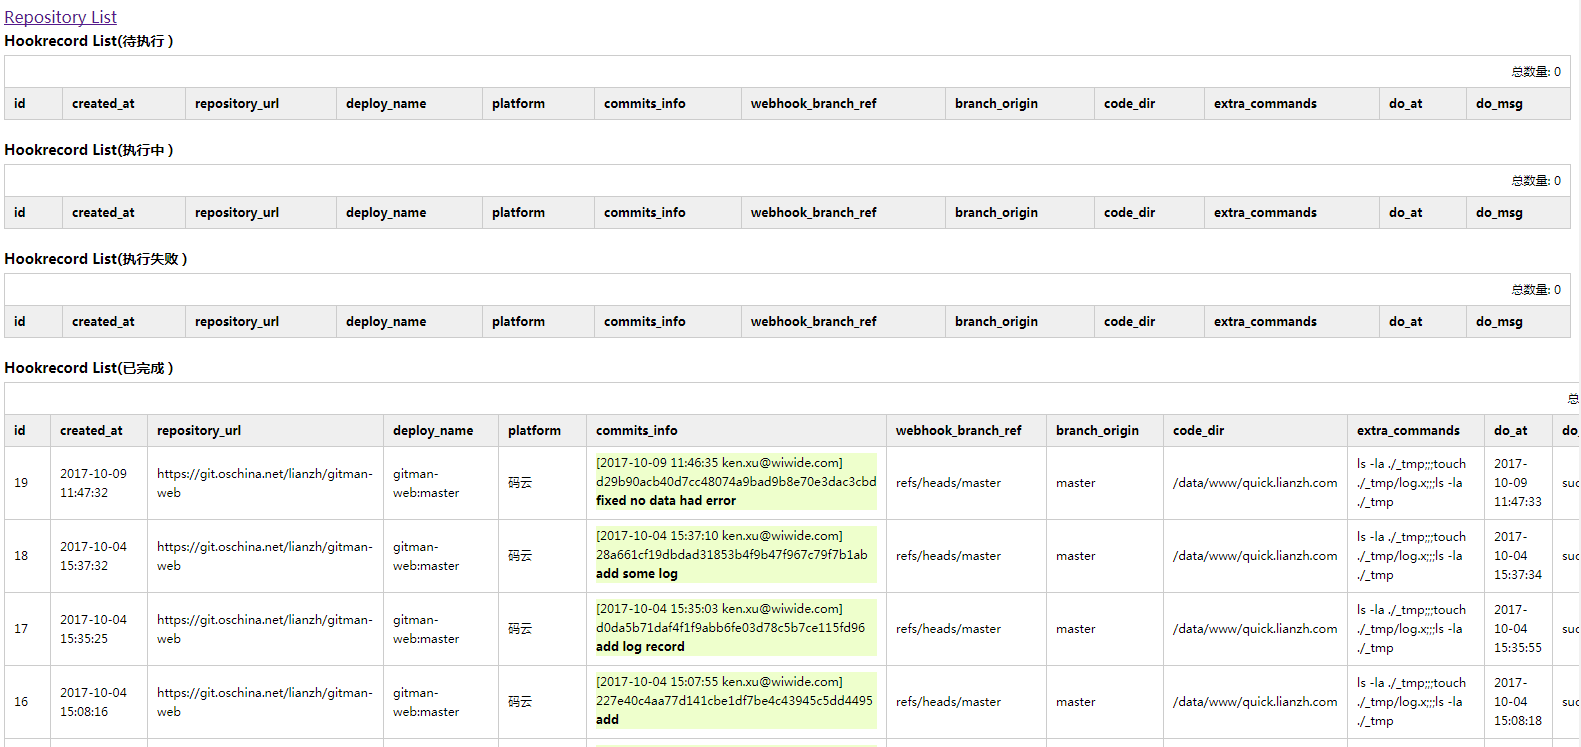 Repository List
Hookrecord List(待执行 )
总数量: 0
id created_at repository_url deploy_name platform commits_info webhook_branch_ref branch_origin code_dir extra_commands do_at do_msg
Hookrecord List(执行中 )
总数量: 0
id created_at repository_url deploy_name platform commits_info webhook_branch_ref branch_origin code_dir extra_commands do_at do_msg
Hookrecord List(执行失败 )
总数量: 0
id created_at repository_url deploy_name platform commits_info webhook_branch_ref branch_origin code_dir extra_commands do_at do_msg
Hookrecord List(已完成 )
总
id created_at repository_url deploy_name platform commits_info webhook_branch_ref branch_origin code_dir extra_commands do_at do_
[2017-10-09 11:46:35 ken.xu@wiwide.com]
2017-10-09 https://git.oschina.net/lianzh/gitman- gitman- ls -la ./_tmp;;;touch 2017-
19 码云 d29b90acb40d7cc48074a9bad9b8e70e3dac3cbd refs/heads/master master /data/www/quick.lianzh.com ./_tmp/log.x;;;ls -la 10-09 suc
11:47:32 web web:master fixed no data had error ./_tmp 11:47:33
[2017-10-04 15:37:10 ken.xu@wiwide.com]
2017-10-04 https://git.oschina.net/lianzh/gitman- gitman- ls -la ./_tmp;;;touch 2017-
18 码云 28a661cf19dbdad31853b4f9b47f967c79f7b1ab refs/heads/master master /data/www/quick.lianzh.com ./_tmp/log.x;;;ls -la 10-04 suc
15:37:32 web web:master add some log ./_tmp 15:37:34
[2017-10-04 15:35:03 ken.xu@wiwide.com]
2017-10-04 https://git.oschina.net/lianzh/gitman- gitman- ls -la ./_tmp;;;touch 2017-
17 码云 d0da5b71daf4f1f9abb6fe03d78c5b7ce115fd96 refs/heads/master master /data/www/quick.lianzh.com ./_tmp/log.x;;;ls -la 10-04 suc
15:35:25 web web:master add log record ./_tmp 15:35:55
[2017-10-04 15:07:55 ken.xu@wiwide.com]
2017-10-04 https://git.oschina.net/lianzh/gitman- gitman- ls -la ./_tmp;;;touch 2017-
16 码云 227e40c4aa77d141cbe1df7be4c43945c5dd4495 refs/heads/master master /data/www/quick.lianzh.com ./_tmp/log.x;;;ls -la 10-04 suc
15:08:16 web web:master add ./_tmp 15:08:18